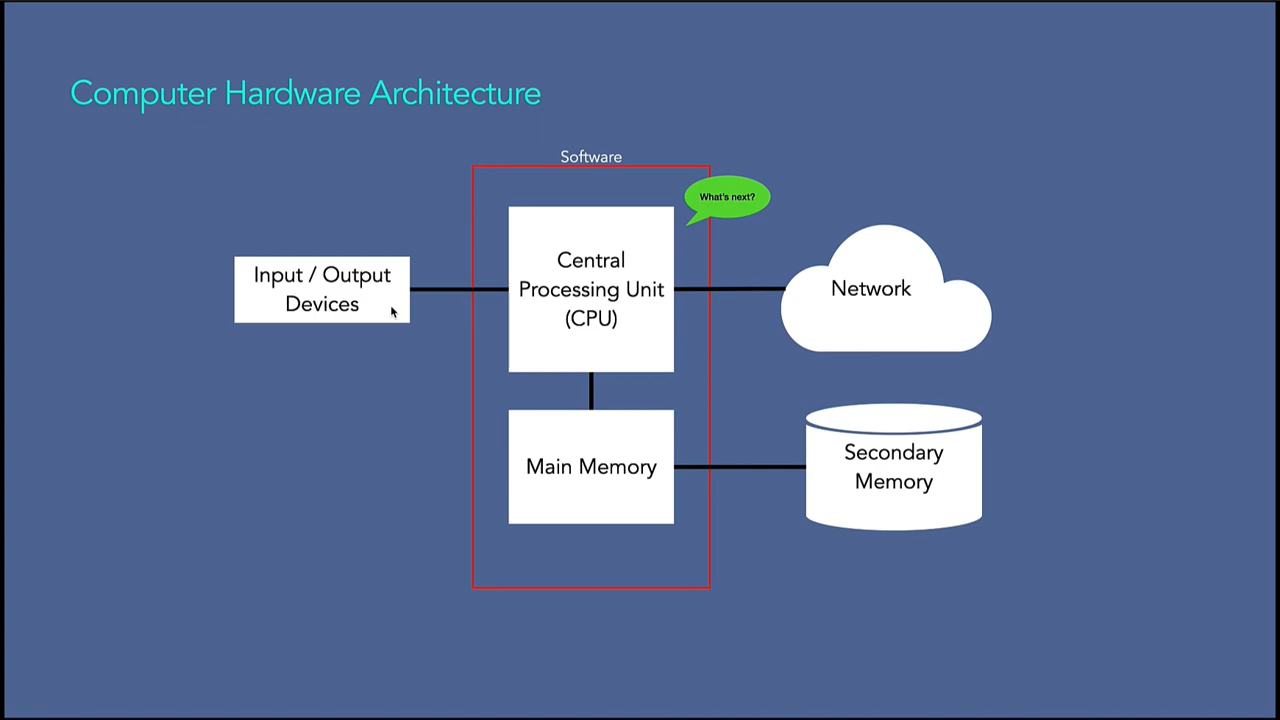 Computer Hardware Architecture
Software
What's next?
Input / Output
Devices
Central
Processing Unit
(CPU)
Network
Main Memory
Secondary
Memory